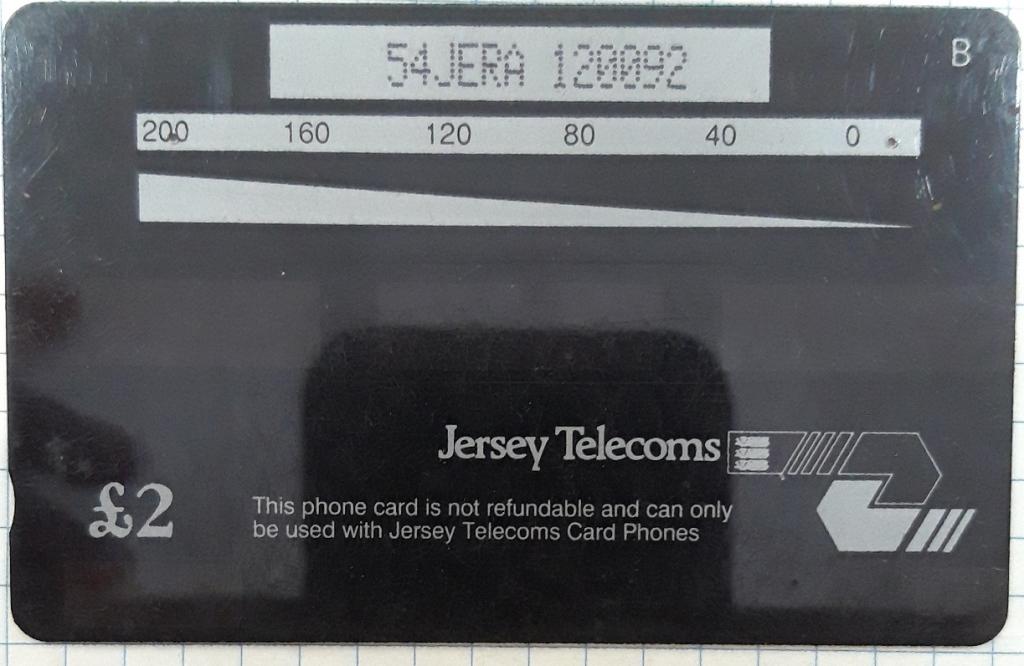 54JERA 120092
B
200 160 120 80 40 0
Jersey Telecoms
£2
This phone card is not refundable and can only
be used with Jersey Telecoms Card Phones